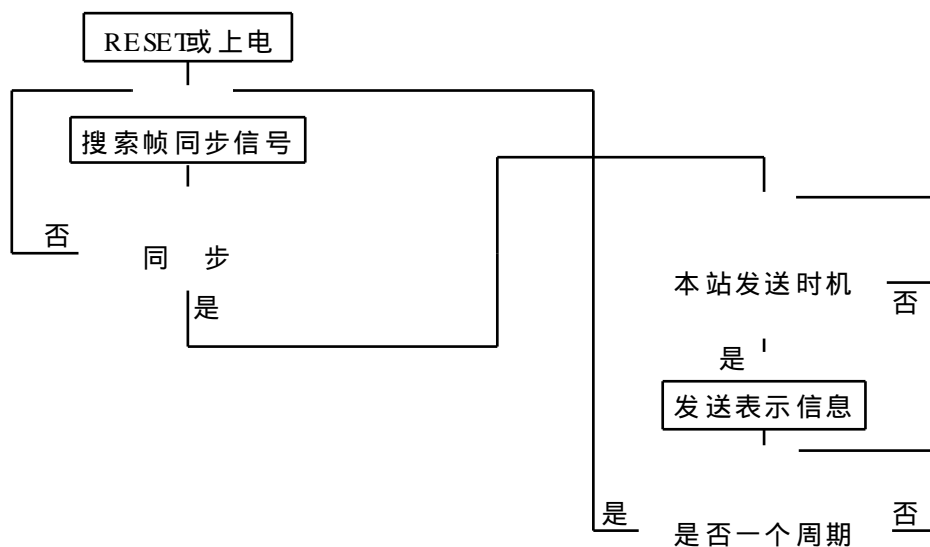 RESET或上电
搜索帧同步信号
否
同 步
是
本站发送时机
否
是
发送表示信息
是
是否一个周期
否